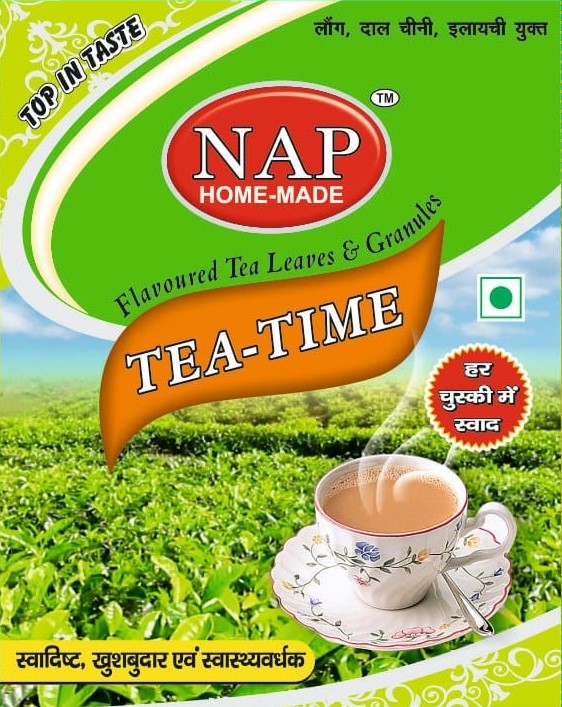 लौंग, दाल चीनी, इलायची युक्त
TOP IN TASTE
NAP
TM
HOME-MADE
Flavoured Tea Leaves & Granules
TEA-TIME
हर
चुस्की में
स्वाद
स्वादिष्ट, खुशबुदार एवं स्वास्थ्यवर्धक